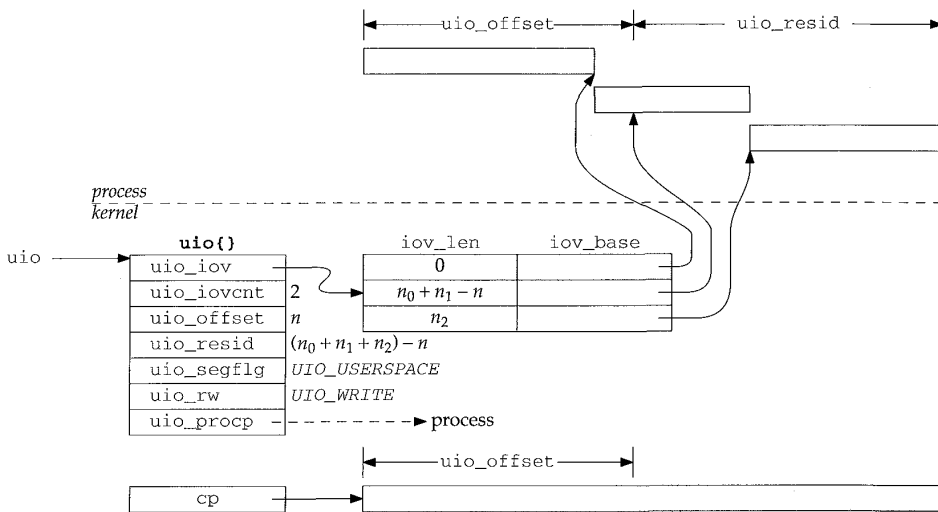 uio_offset uio_resid
process
kernel
uio{} iov_len iov_base
uio
uio_iov 0
uio_iovcnt 2 n0 + n1 − n
uio_offset n n2
uio_resid (n0 + n1 + n2) − n
uio_segflg UIO_USERSPACE
uio_rw UIO_WRITE
uio_procp process
uio_offset
cp